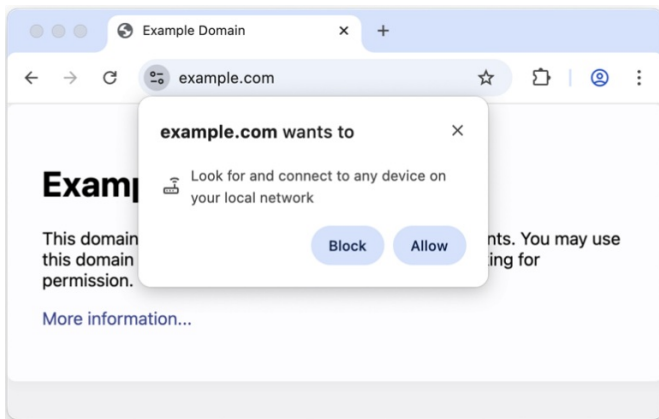 Example Domain
example.com
example.com wants to
Look for and connect to any device on
your local network
Block Allow
Examp
This domain nts. You may use
this domain ing for
permission.
More information...